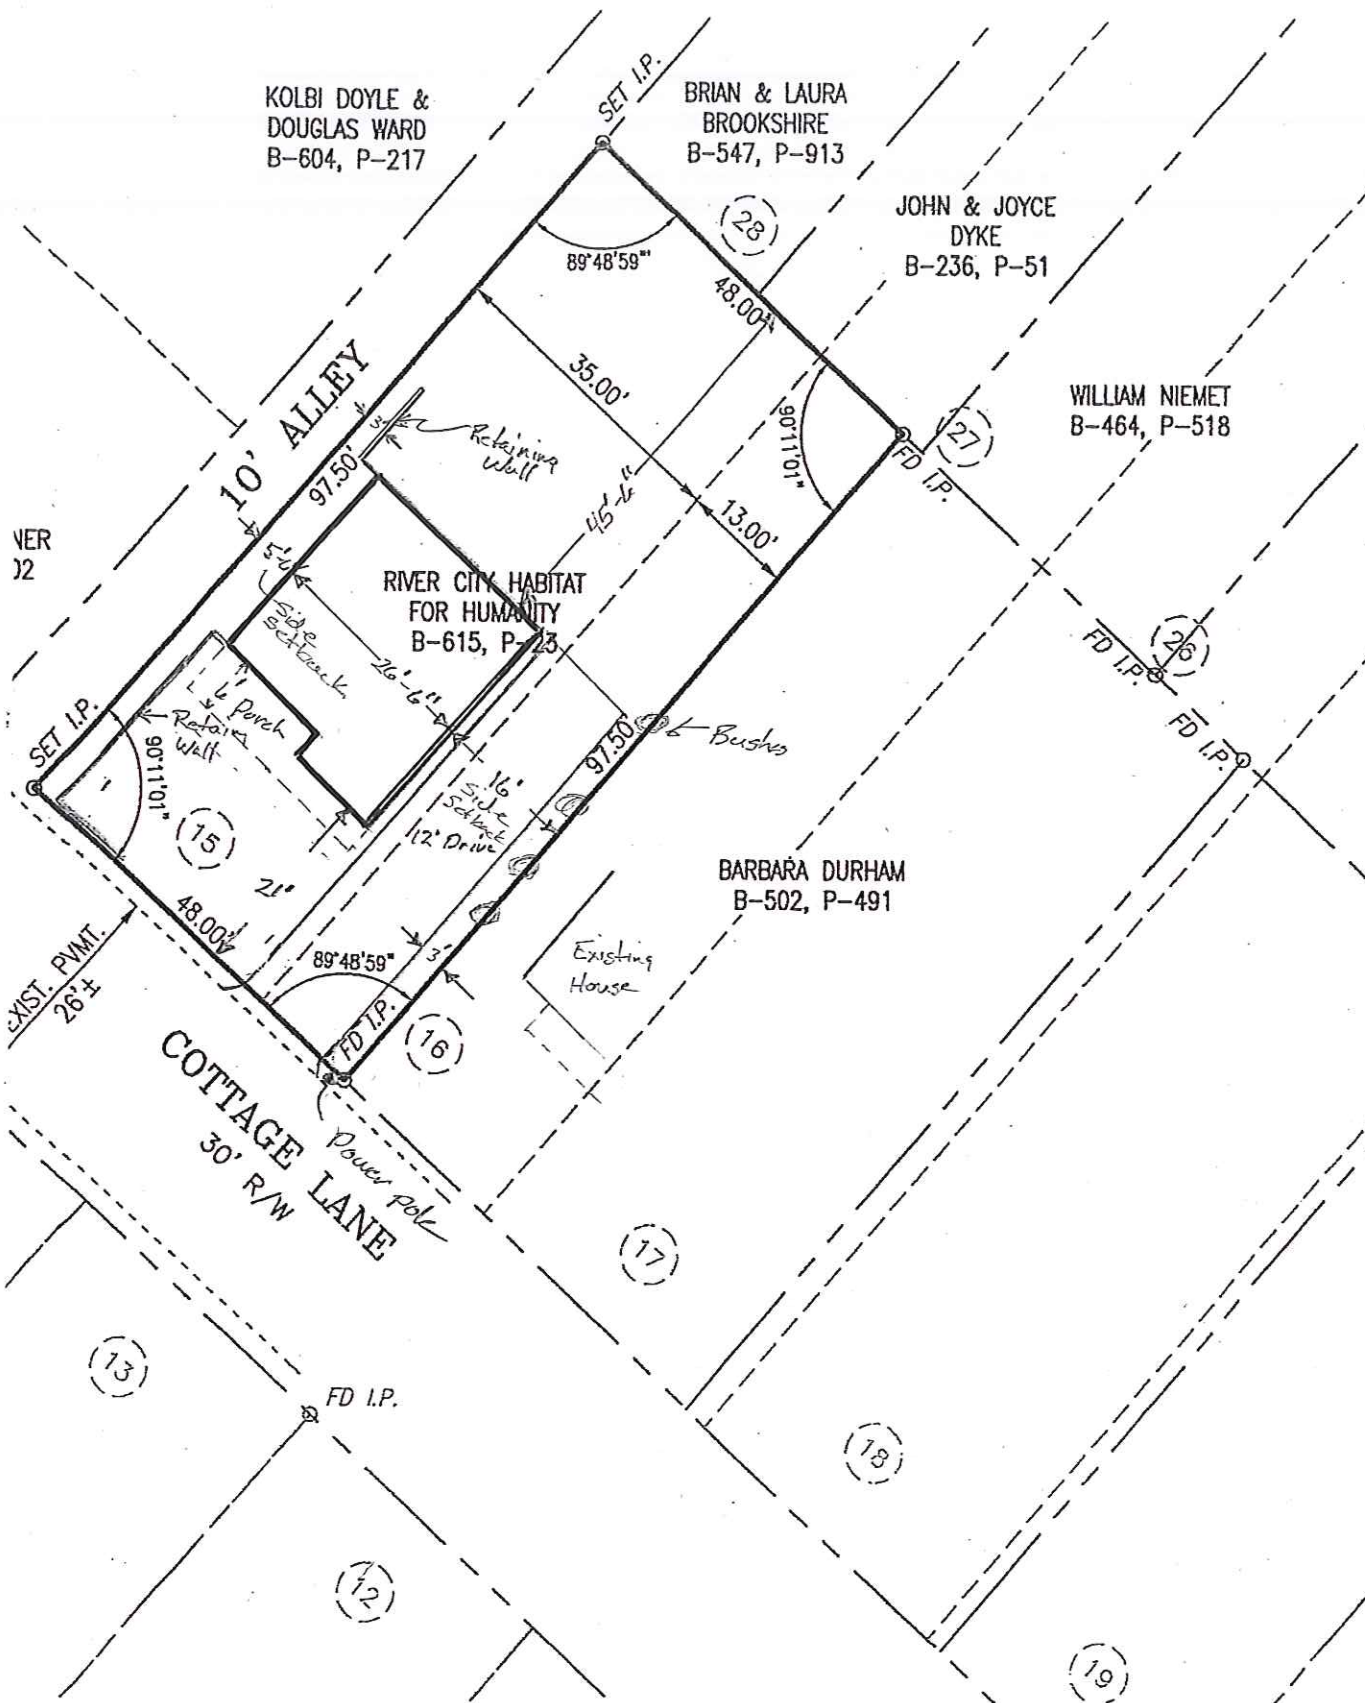 SET I.P.
KOLBI DOYLE &
DOUGLAS WARD
B-604, P-217
BRIAN & LAURA
BROOKSHIRE
B-547, P-913
28
JOHN & JOYCE
DYKE
B-236, P-51
89°48'59"
48.00'
35.00'
10' ALLEY
97.50'
3'
Retaining
Wall
45'-6"
90°11'01"
13.00'
27
FD I.P.
WILLIAM NIEMET
B-464, P-518
NER
02
Side
Setback
RIVER CITY HABITAT
FOR HUMANITY
B-615, P-23
26'-6"
6' Porch
Retain
Wall
SET I.P.
90°11'01"
15
21'
48.00'
16'
Side
Setback
12' Drive
97.50'
Bushes
FD I.P.
26
FD I.P.
BARBARA DURHAM
B-502, P-491
Existing
House
89°48'59"
3'
FD I.P.
16
EXIST. PVMT.
26'±
COTTAGE LANE
30' R/W
Power pole
17
13
FD I.P.
18
12
19